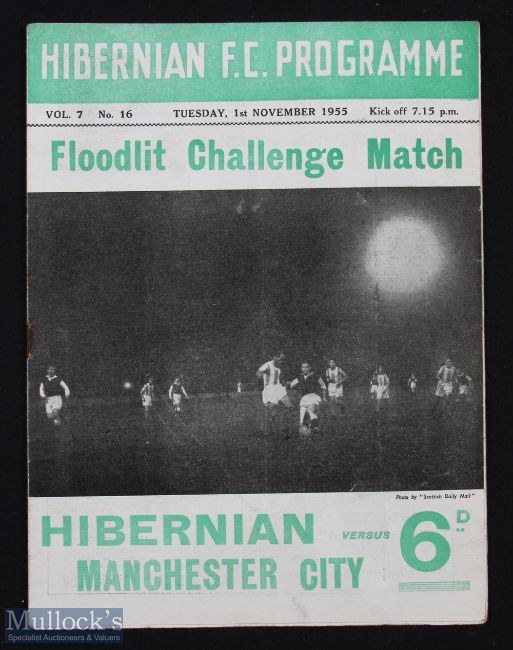 HIBERNIAN F.C. PROGRAMME
VOL. 7 No. 16 TUESDAY, 1st NOVEMBER 1955 Kick off 7.15 p.m.
Floodlit Challenge Match
Photo by "Scottish Daily Mail"
HIBERNIAN VERSUS 6D
MANCHESTER CITY
Mullock's
Specialist Auctioneers & Valuers